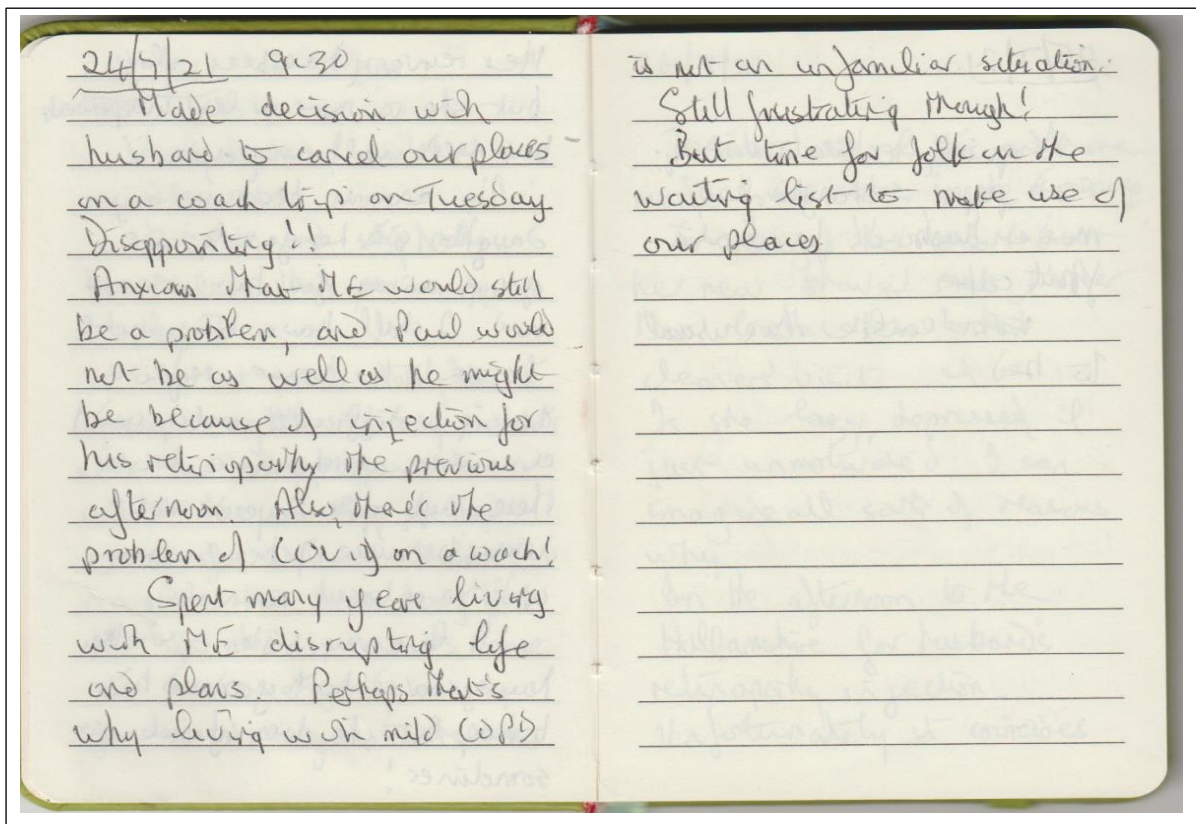 24/9/21 9.30
Made decision with
husband to cancel our places
on a coach trip on Tuesday
Disappointing!!
Anxious that ME would still
be a problem, and Paul would
not be as well as he might
be because of injection for
his retinopathy the previous
afternoon. Also, there's the
problem of COVID on a coach!
Spent many years living
with ME disrupting life
and plans Perhaps that's
why living with mild COPD
is not an unfamiliar situation.
Still frustrating though!
But time for folk on the
waiting list to make use of
our places